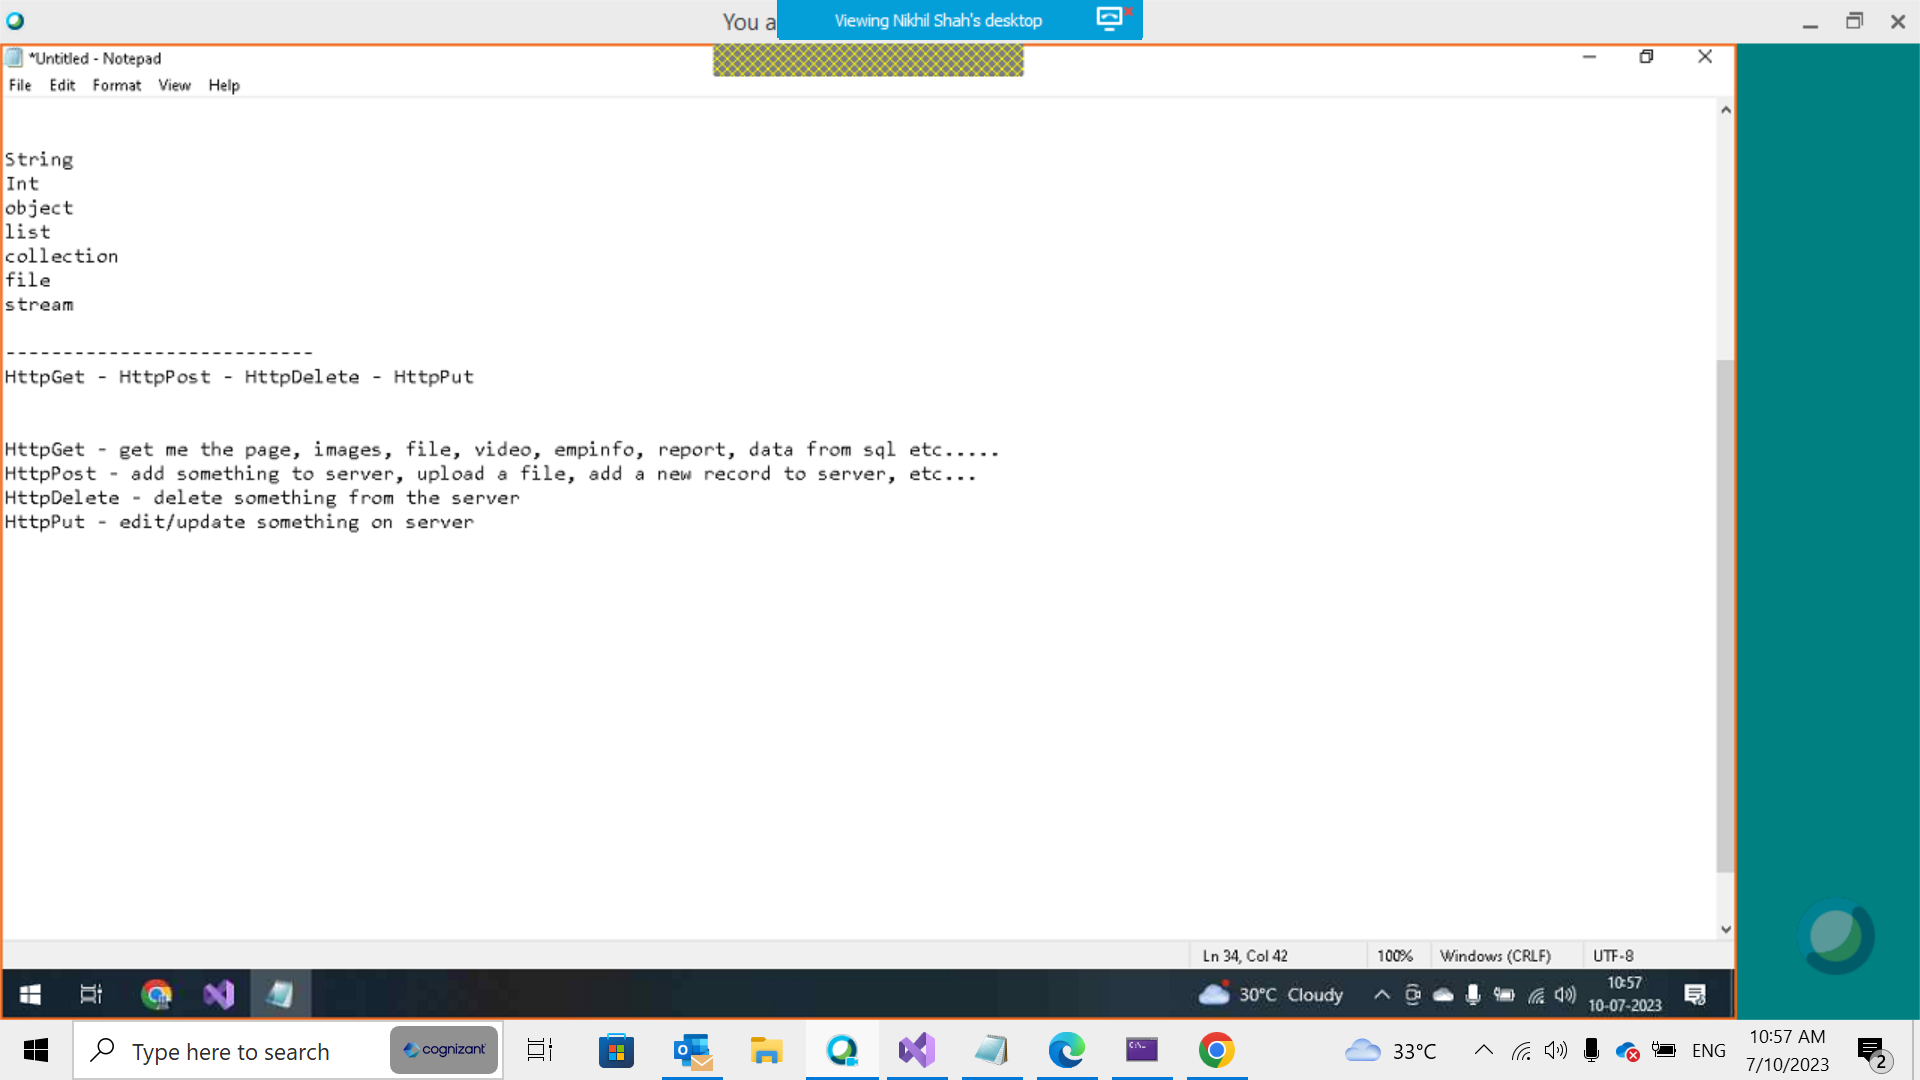 You a
Viewing Nikhil Shah's desktop
*Untitled - Notepad
File Edit Format View Help
String
Int
object
list
collection
file
stream
---------------------------
HttpGet - HttpPost - HttpDelete - HttpPut
HttpGet - get me the page, images, file, video, empinfo, report, data from sql etc.....
HttpPost - add something to server, upload a file, add a new record to server, etc...
HttpDelete - delete something from the server
HttpPut - edit/update something on server
Ln 34, Col 42 100% Windows (CRLF) UTF-8
30°C Cloudy
10:57
10-07-2023
Type here to search
cognizant
33°C
ENG
10:57 AM
7/10/2023
2